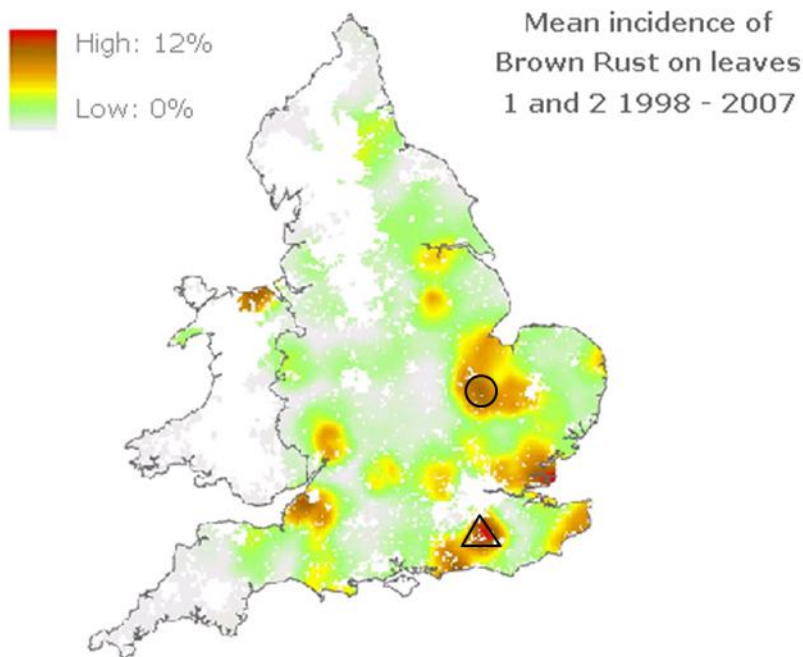 High: 12%
Low: 0%
Mean incidence of
Brown Rust on leaves
1 and 2 1998 - 2007